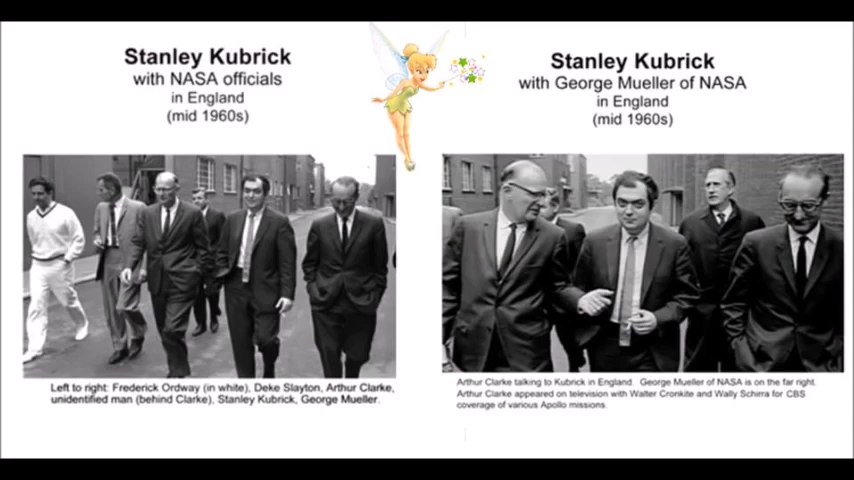 Stanley Kubrick
with NASA officials
in England
(mid 1960s)
Left to right: Frederick Ordway (in white), Deke Slayton, Arthur Clarke,
unidentified man (behind Clarke), Stanley Kubrick, George Mueller.
Stanley Kubrick
with George Mueller of NASA
in England
(mid 1960s)
Arthur Clarke talking to Kubrick in England. George Mueller of NASA is on the far right.
Arthur Clarke appeared on television with Walter Cronkite and Wally Schirra for CBS
coverage of various Apollo missions.